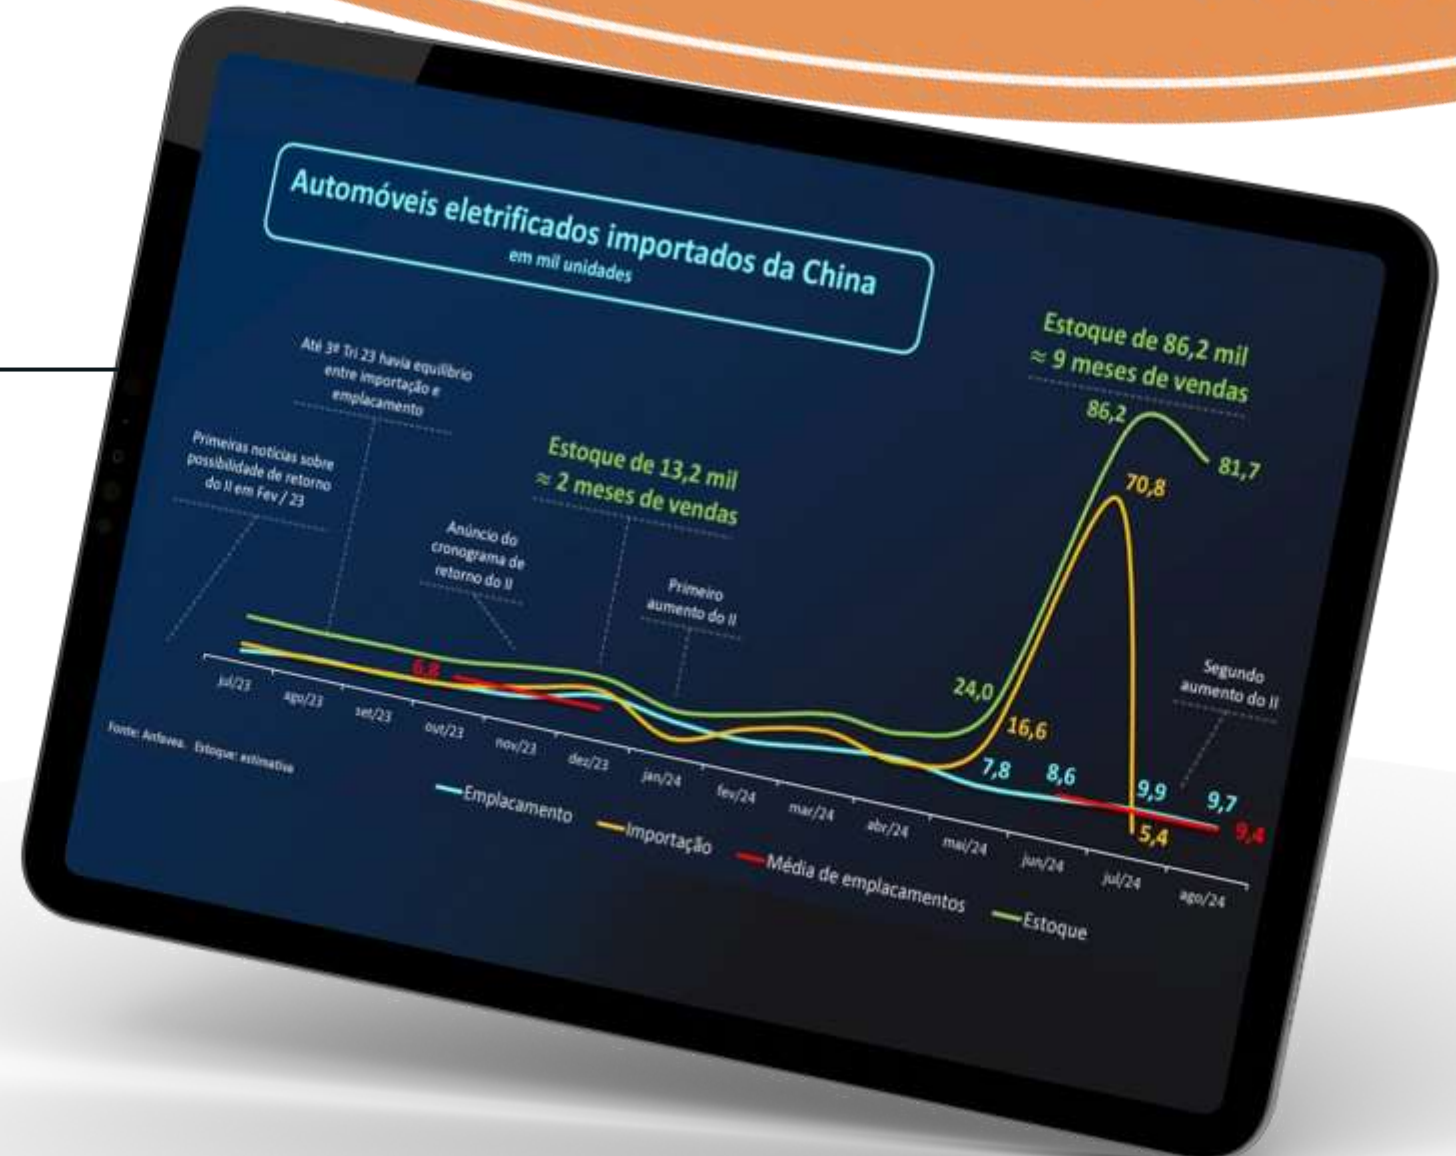 Automóveis eletrificados importados da China
em mil unidades
Estoque de 86,2 mil
≈ 9 meses de vendas
86,2
81,7
70,8
Até 3º Tri 23 havia equilíbrio
entre importação e
emplacamento
Primeiras notícias sobre
possibilidade de retorno
do II em Fev / 23
Estoque de 13,2 mil
≈ 2 meses de vendas
Anúncio do
cronograma de
retorno do II
Primeiro
aumento do II
Segundo
aumento do II
6,8
24,0
16,6
7,8
8,6
9,9
9,7
9,4
5,4
jul/23
ago/23
set/23
out/23
nov/23
dez/23
jan/24
fev/24
mar/24
abr/24
mai/24
jun/24
jul/24
ago/24
Fonte: Anfavea. Estoque: estimativa
Emplacamento
Importação
Média de emplacamentos
Estoque